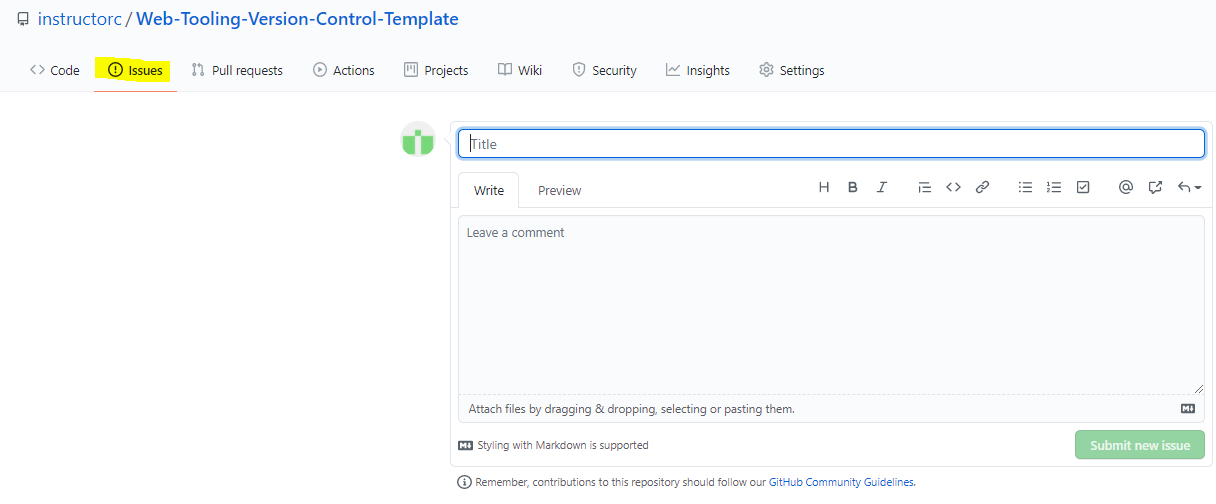 instructorc / Web-Tooling-Version-Control-Template
Code Issues Pull requests Actions Projects Wiki Security Insights Settings
Title
Write Preview H B I @
Leave a comment
Attach files by dragging & dropping, selecting or pasting them.
Styling with Markdown is supported Submit new issue
Remember, contributions to this repository should follow our GitHub Community Guidelines.